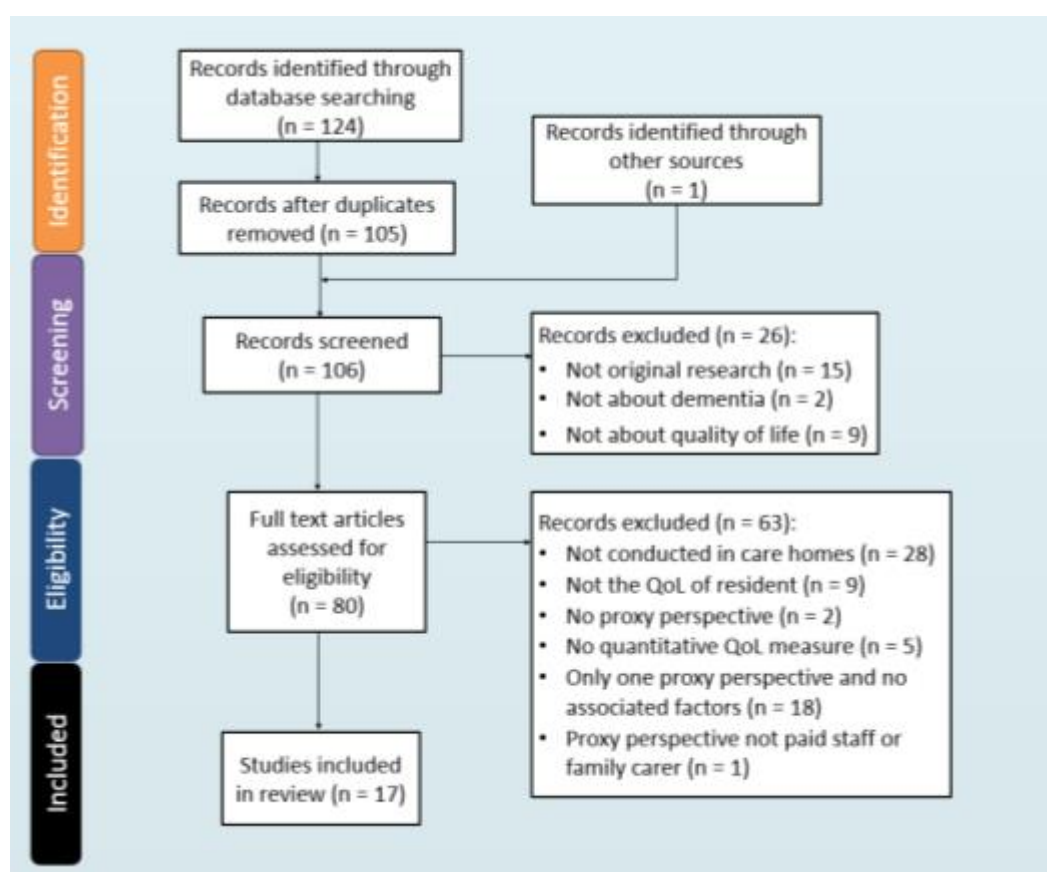 Identification
Records identified through
database searching
(n = 124)
Records identified through
other sources
(n = 1)
Records after duplicates
removed (n = 105)
Screening
Records screened
(n = 106)
Records excluded (n = 26):
• Not original research (n = 15)
• Not about dementia (n = 2)
• Not about quality of life (n = 9)
Eligibility
Full text articles
assessed for
eligibility
(n = 80)
Records excluded (n = 63):
• Not conducted in care homes (n = 28)
• Not the QoL of resident (n = 9)
• No proxy perspective (n = 2)
• No quantitative QoL measure (n = 5)
• Only one proxy perspective and no
associated factors (n = 18)
• Proxy perspective not paid staff or
family carer (n = 1)
Included
Studies included
in review (n = 17)